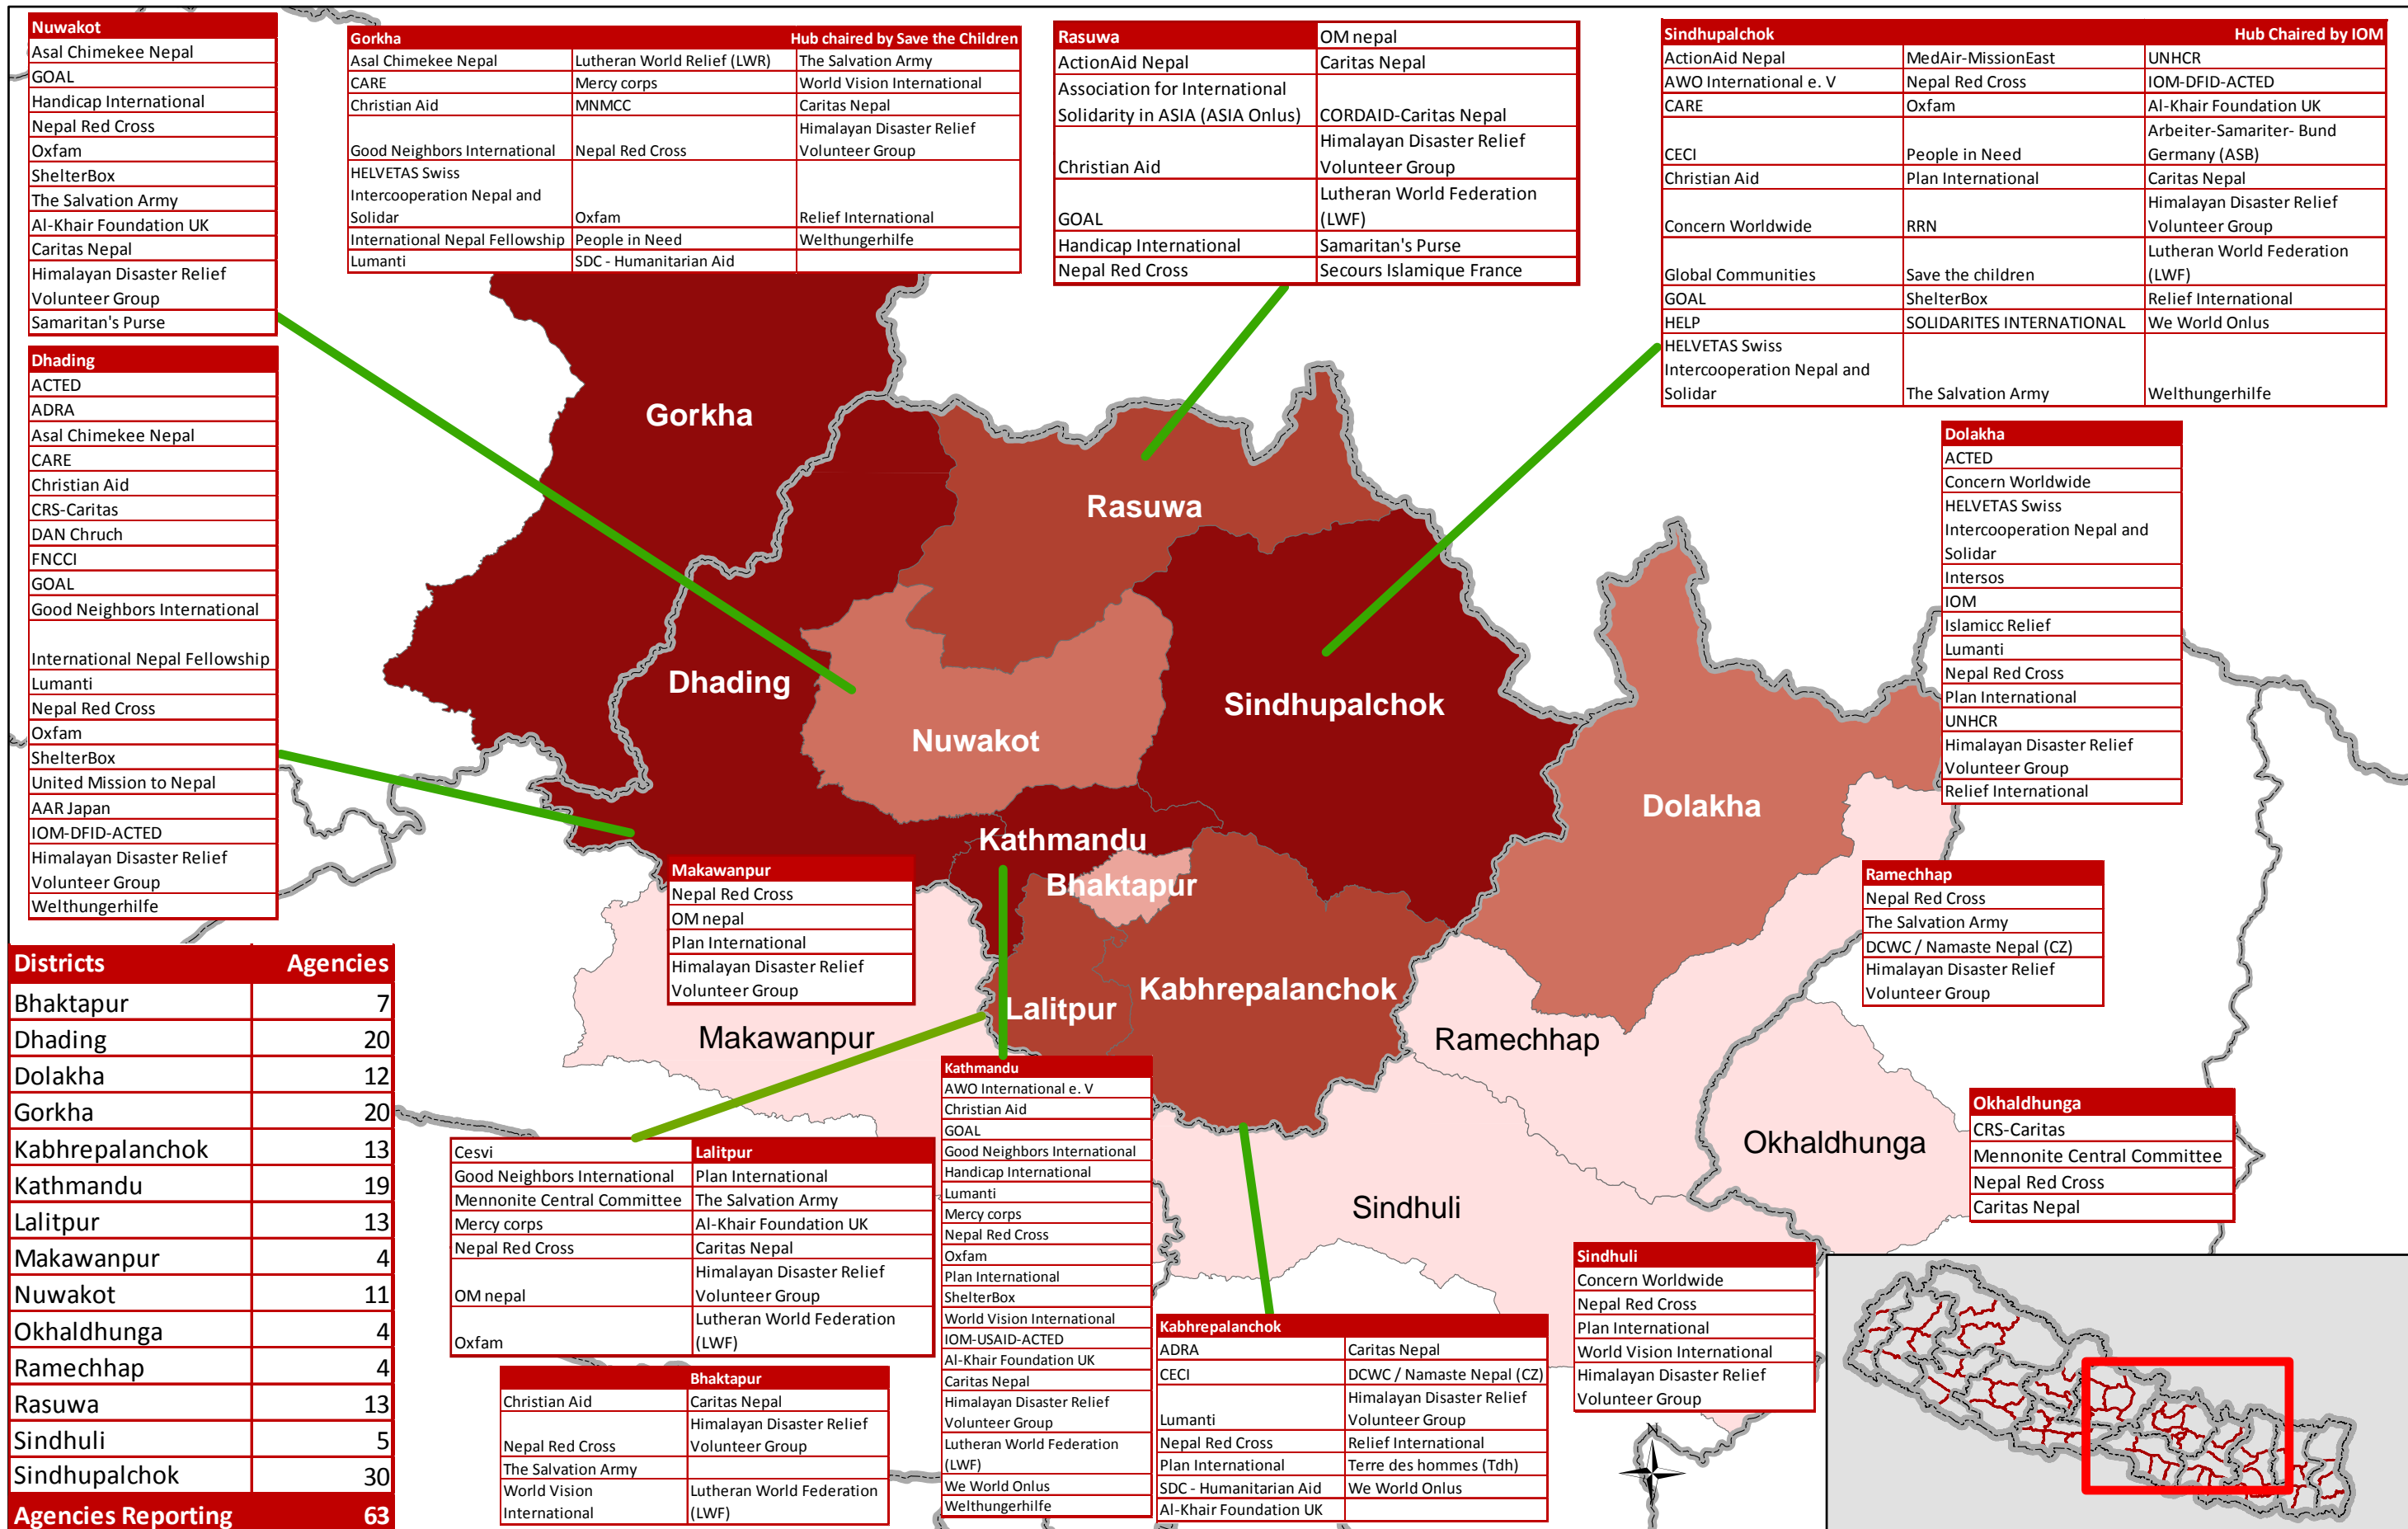 Nuwakot
Asal Chimekee Nepal
GOAL
Handicap International
Nepal Red Cross
Oxfam
ShelterBox
The Salvation Army
Al-Khair Foundation UK
Caritas Nepal
Himalayan Disaster Relief
Volunteer Group
Samaritan's Purse
Gorkha Hub chaired by Save the Children
Asal Chimekee Nepal Lutheran World Relief (LWR) The Salvation Army
CARE Mercy corps World Vision International
Christian Aid MNMCC Caritas Nepal
Himalayan Disaster Relief
Good Neighbors International Nepal Red Cross Volunteer Group
HELVETAS Swiss
Intercooperation Nepal and
Solidar Oxfam Relief International
International Nepal Fellowship People in Need Welthungerhilfe
Lumanti SDC - Humanitarian Aid
Rasuwa OM nepal
ActionAid Nepal Caritas Nepal
Association for International
Solidarity in ASIA (ASIA Onlus) CORDAID-Caritas Nepal
Himalayan Disaster Relief
Christian Aid Volunteer Group
Lutheran World Federation
GOAL (LWF)
Handicap International Samaritan's Purse
Nepal Red Cross Secours Islamique France
Sindhupalchok Hub Chaired by IOM
ActionAid Nepal MedAir-MissionEast UNHCR
AWO International e. V Nepal Red Cross IOM-DFID-ACTED
CARE Oxfam Al-Khair Foundation UK
Arbeiter-Samariter- Bund
CECI People in Need Germany (ASB)
Christian Aid Plan International Caritas Nepal
Himalayan Disaster Relief
Concern Worldwide RRN Volunteer Group
Lutheran World Federation
Global Communities Save the children (LWF)
GOAL ShelterBox Relief International
HELP SOLIDARITES INTERNATIONAL We World Onlus
HELVETAS Swiss
Intercooperation Nepal and
Solidar The Salvation Army Welthungerhilfe
Dhading
ACTED
ADRA
Asal Chimekee Nepal
CARE
Christian Aid
CRS-Caritas
DAN Chruch
FNCCI
GOAL
Good Neighbors International
International Nepal Fellowship
Lumanti
Nepal Red Cross
Oxfam
ShelterBox
United Mission to Nepal
AAR Japan
IOM-DFID-ACTED
Himalayan Disaster Relief
Volunteer Group
Welthungerhilfe
Dolakha
ACTED
Concern Worldwide
HELVETAS Swiss
Intercooperation Nepal and
Solidar
Intersos
IOM
Islamicc Relief
Lumanti
Nepal Red Cross
Plan International
UNHCR
Himalayan Disaster Relief
Volunteer Group
Relief International
Gorkha
Rasuwa
Dhading
Sindhupalchok
Nuwakot
Dolakha
Kathmandu
Bhaktapur
Kabhrepalanchok
Lalitpur
Makawanpur
Ramechhap
Okhaldhunga
Sindhuli
Makawanpur
Nepal Red Cross
OM nepal
Plan International
Himalayan Disaster Relief
Volunteer Group
Ramechhap
Nepal Red Cross
The Salvation Army
DCWC / Namaste Nepal (CZ)
Himalayan Disaster Relief
Volunteer Group
Districts Agencies
Bhaktapur 7
Dhading 20
Dolakha 12
Gorkha 20
Kabhrepalanchok 13
Kathmandu 19
Lalitpur 13
Makawanpur 4
Nuwakot 11
Okhaldhunga 4
Ramechhap 4
Rasuwa 13
Sindhuli 5
Sindhupalchok 30
Agencies Reporting 63
Cesvi Lalitpur
Good Neighbors International Plan International
Mennonite Central Committee The Salvation Army
Mercy corps Al-Khair Foundation UK
Nepal Red Cross Caritas Nepal
Himalayan Disaster Relief
OM nepal Volunteer Group
Lutheran World Federation
Oxfam (LWF)
Bhaktapur
Christian Aid Caritas Nepal
Himalayan Disaster Relief
Nepal Red Cross Volunteer Group
The Salvation Army
World Vision Lutheran World Federation
International (LWF)
Kathmandu
AWO International e. V
Christian Aid
GOAL
Good Neighbors International
Handicap International
Lumanti
Mercy corps
Nepal Red Cross
Oxfam
Plan International
ShelterBox
World Vision International
IOM-USAID-ACTED
Al-Khair Foundation UK
Caritas Nepal
Himalayan Disaster Relief
Volunteer Group
Lutheran World Federation
(LWF)
We World Onlus
Welthungerhilfe
Kabhrepalanchok
ADRA Caritas Nepal
CECI DCWC / Namaste Nepal (CZ)
Himalayan Disaster Relief
Lumanti Volunteer Group
Nepal Red Cross Relief International
Plan International Terre des hommes (Tdh)
SDC - Humanitarian Aid We World Onlus
Al-Khair Foundation UK
Okhaldhunga
CRS-Caritas
Mennonite Central Committee
Nepal Red Cross
Caritas Nepal
Sindhuli
Concern Worldwide
Nepal Red Cross
Plan International
World Vision International
Himalayan Disaster Relief
Volunteer Group
N